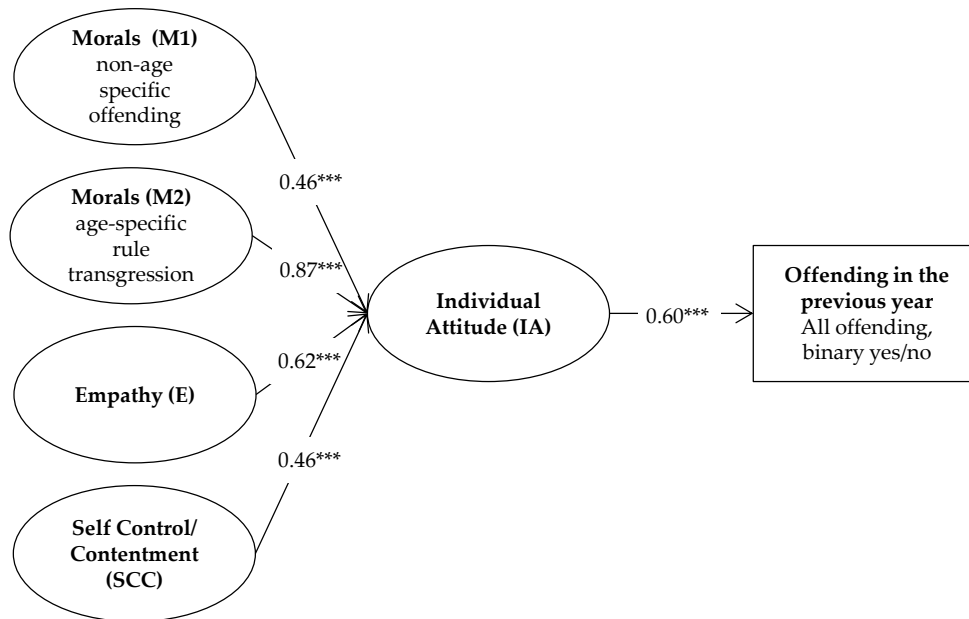 Morals (M1)
non-age
specific
offending
0.46***
Morals (M2)
age-specific
rule
transgression
0.87***
Individual
Attitude (IA)
0.60***
Offending in the
previous year
All offending,
binary yes/no
Empathy (E)
0.62***
0.46***
Self Control/
Contentment
(SCC)